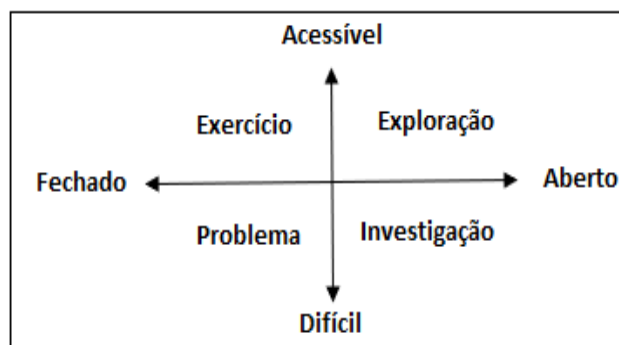 Acessível
Exercício Exploração
Fechado Aberto
Problema Investigação
Difícil